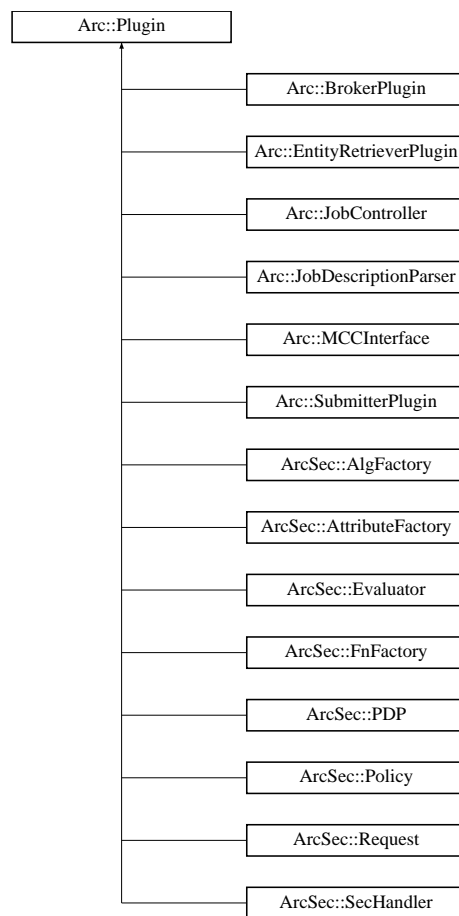 Arc::Plugin
Arc::BrokerPlugin
Arc::EntityRetrieverPlugin
Arc::JobController
Arc::JobDescriptionParser
Arc::MCCInterface
Arc::SubmitterPlugin
ArcSec::AlgFactory
ArcSec::AttributeFactory
ArcSec::Evaluator
ArcSec::FnFactory
ArcSec::PDP
ArcSec::Policy
ArcSec::Request
ArcSec::SecHandler